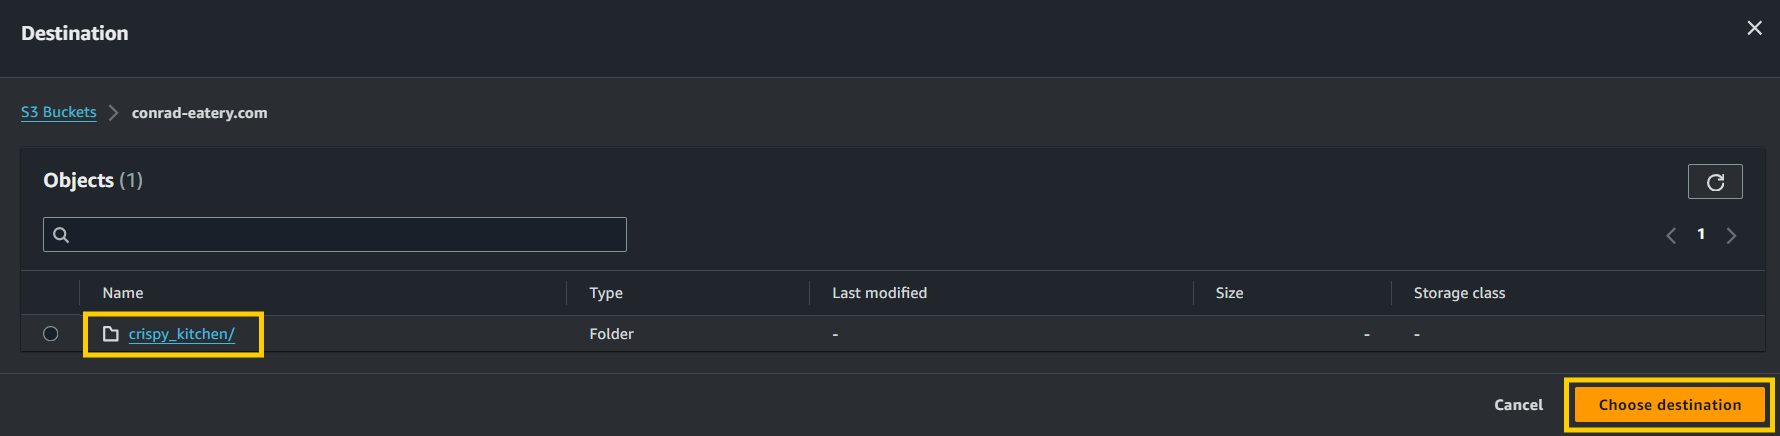 Destination
S3 Buckets conrad-eatery.com
Objects (1)
1
Name Type Last modified Size Storage class
crispy_kitchen/ Folder - - -
Cancel Choose destination